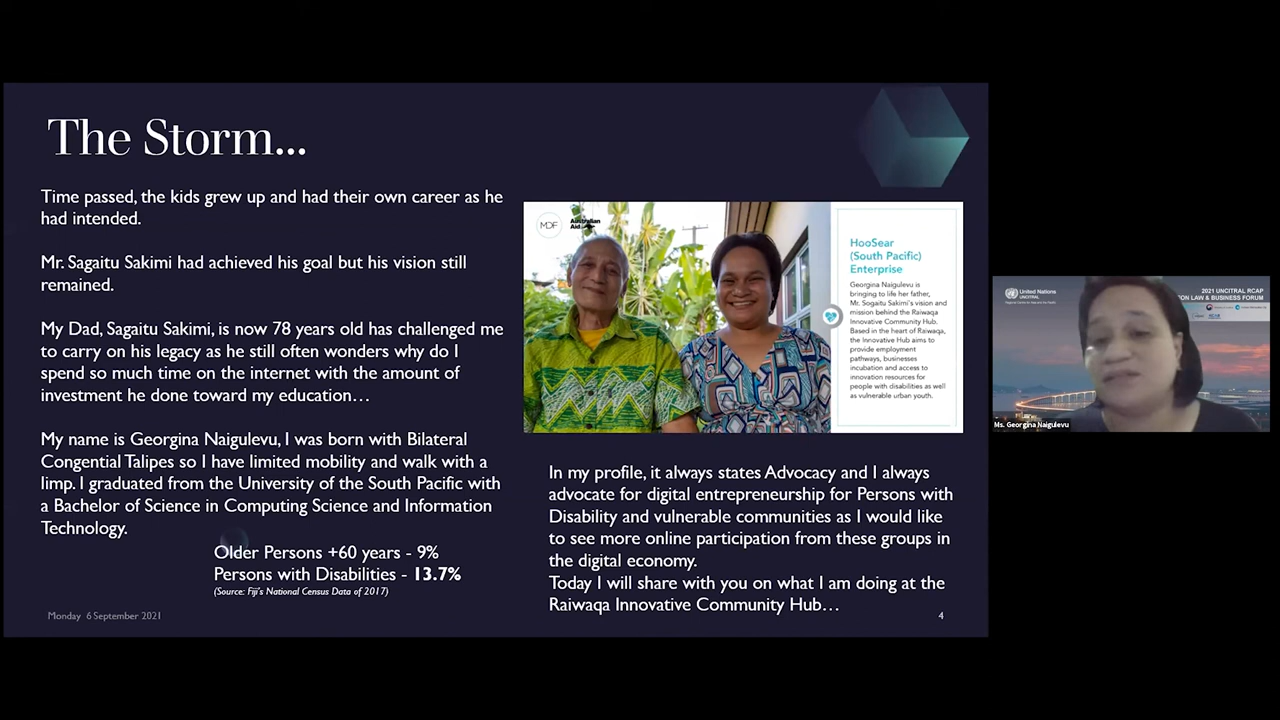 The Storm...
Time passed, the kids grew up and had their own career as he
had intended.
Mr. Sagaitu Sakini had achieved his goal but his vision still
remained.
My Dad, Sagaitu Sakimi, is now 78 years old has challenged me
to carry on his legacy as he still often wonders why do I
spend so much time on the internet with the amount of
investment he done toward my education…
My name is Georgina Naigulevu, I was born with Bilateral
Congential Talipes so I have limited mobility and walk with a
limp. I graduated from the University of the South Pacific with
a Bachelor of Science in Computing Science and Information
Technology.
Older Persons +60 years - 9%
Persons with Disabilities - 13.7%
(Source: Fiji's National Census Data of 2017)
Monday 6 September 2021
MDF
Australian
Aid
HooSear
(South Pacific)
Enterprise
Georgina Naigulevu is
bringing to life her father,
Mr. Sogaitu Sakimi's vision and
mission behind the Raiwaqa
Innovative Community Hub.
Based in the heart of Raiwaqa,
the Innovative Hub aims to
provide employment
pathways, businesses
incubation and access to
innovation resources for
people with disabilities as well
as vulnerable urban youth.
In my profile, it always states Advocacy and I always
advocate for digital entrepreneurship for Persons with
Disability and vulnerable communities as I would like
to see more online participation from these groups in
the digital economy.
Today I will share with you on what I am doing at the
Raiwaqa Innovative Community Hub…
4
United Nations
UNCITRAL
2021 UNCITRAL RCAP
ON LAW & BUSINESS FORUM
Ms. Georgina Naigulevu